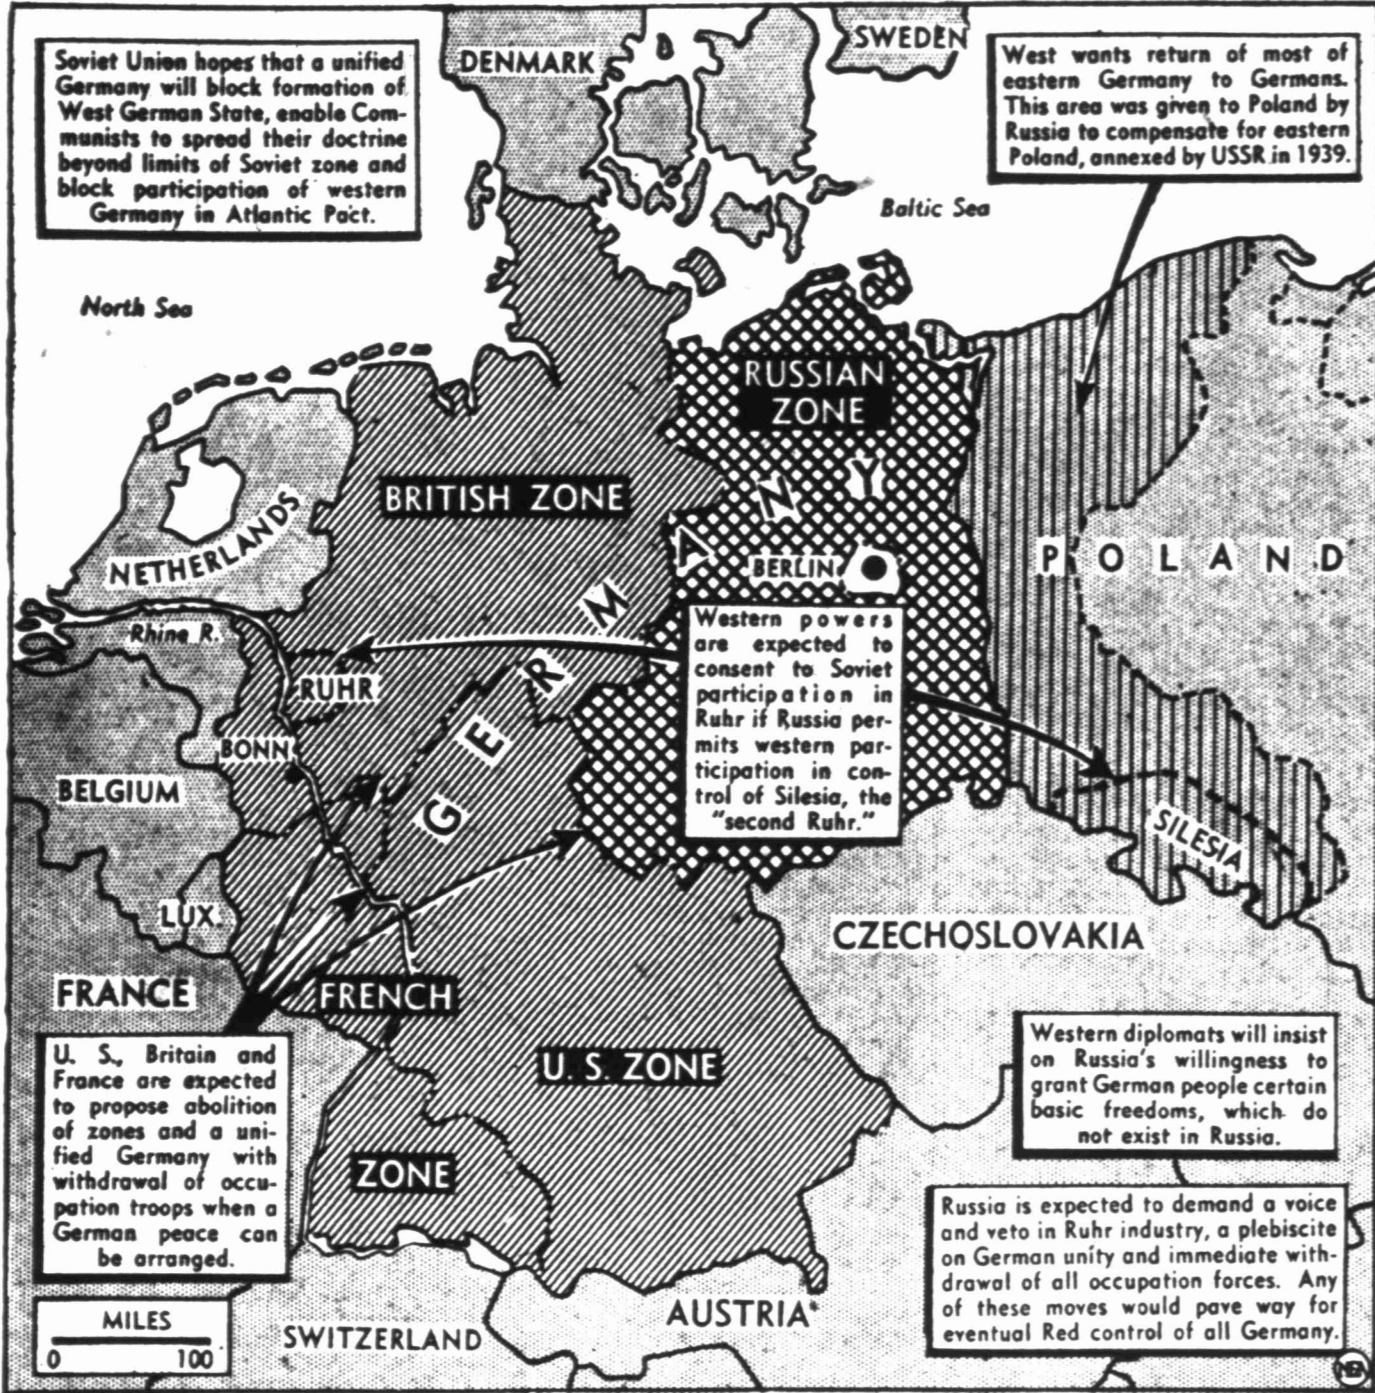 Soviet Union hopes that a unified
Germany will block formation of
West German State, enable Com-
munists to spread their doctrine
beyond limits of Soviet zone and
block participation of western
Germany in Atlantic Pact.
DENMARK
SWEDEN
West wants return of most of
eastern Germany to Germans.
This area was given to Poland by
Russia to compensate for eastern
Poland, annexed by USSR in 1939.
Baltic Sea
North Sea
RUSSIAN
ZONE
BRITISH ZONE
NETHERLANDS
GERMANY
BERLIN
POLAND
Rhine R.
RUHR
BONN
BELGIUM
LUX.
Western powers
are expected to
consent to Soviet
participation in
Ruhr if Russia per-
mits western par-
ticipation in con-
trol of Silesia, the
"second Ruhr."
SILESIA
CZECHOSLOVAKIA
FRANCE
FRENCH
ZONE
U. S. ZONE
U. S., Britain and
France are expected
to propose abolition
of zones and a uni-
fied Germany with
withdrawal of occu-
pation troops when a
German peace can
be arranged.
Western diplomats will insist
on Russia's willingness to
grant German people certain
basic freedoms, which do
not exist in Russia.
Russia is expected to demand a voice
and veto in Ruhr industry, a plebiscite
on German unity and immediate with-
drawal of all occupation forces. Any
of these moves would pave way for
eventual Red control of all Germany.
MILES
0 100
SWITZERLAND
AUSTRIA
NEA